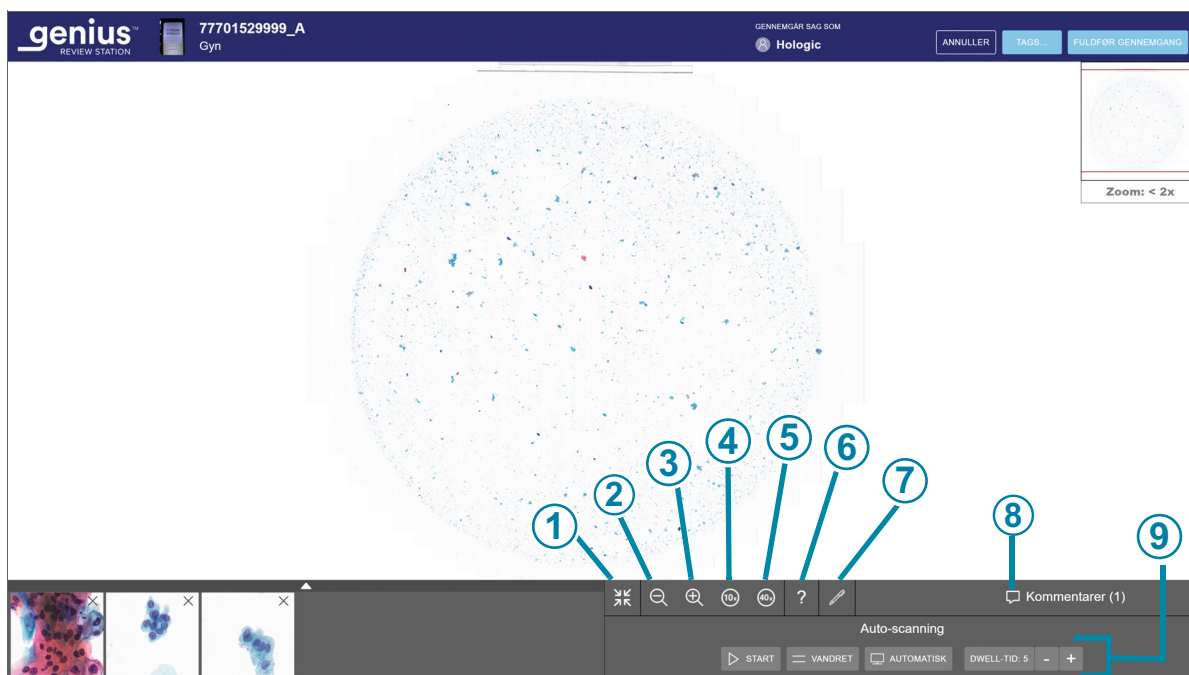 genius™
REVIEW STATION
77701529999_A
Gyn
GENNEMGÅR SAG SOM
Hologic
ANNULLER
TAGS...
FULDFØR GENNEMGANG
Zoom: < 2x
1
2
3
4
5
6
7
8
9
10x
40x
?
Kommentarer (1)
Auto-scanning
START
VANDRET
AUTOMATISK
DWELL-TID: 5
-
+